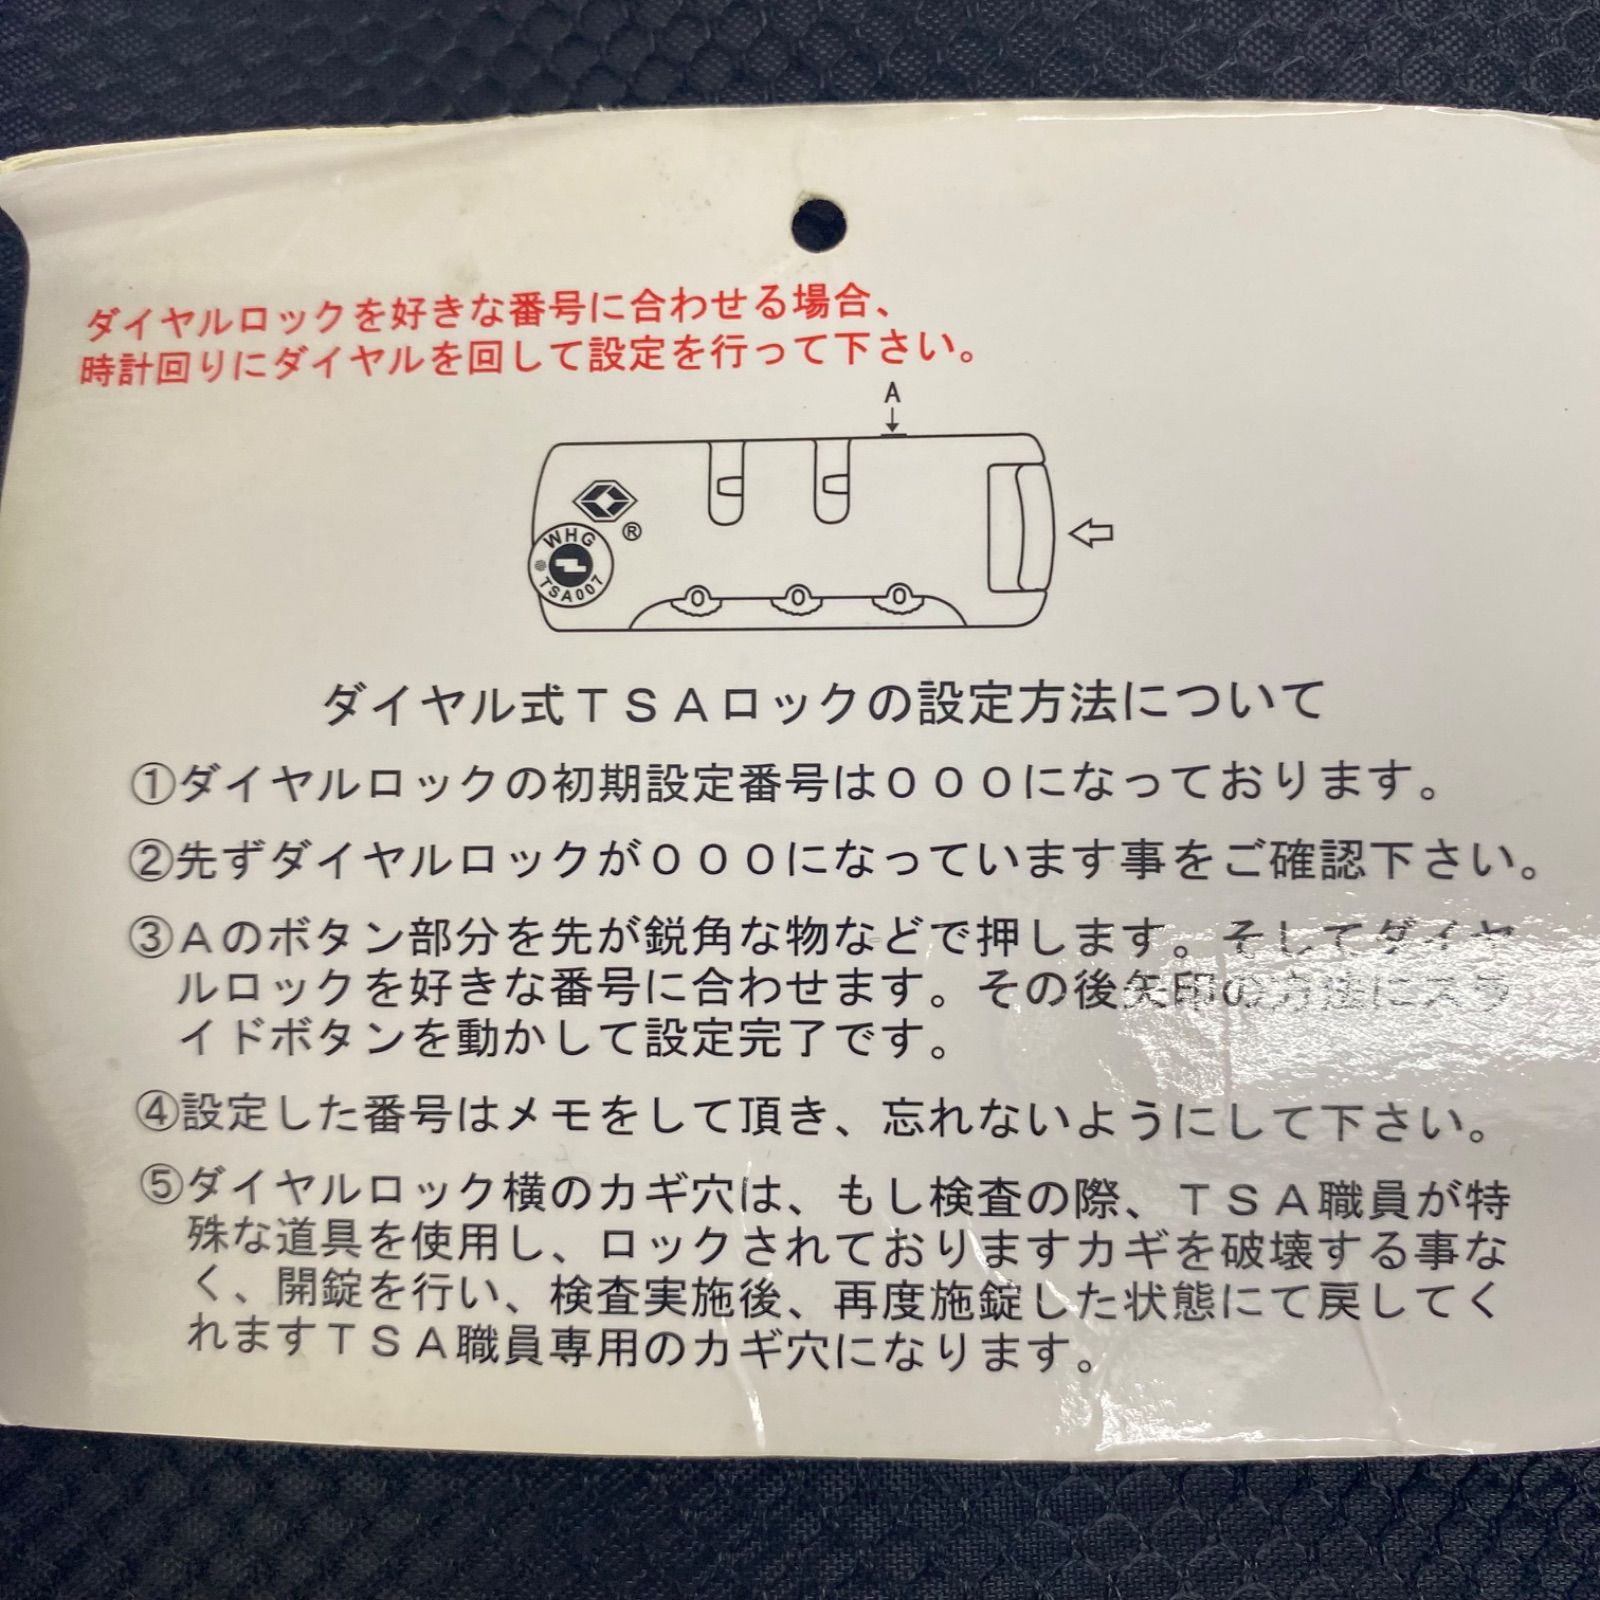 ダイヤルロックを好きな番号に合わせる場合、
時計回りにダイヤルを回して設定を行って下さい。
A
®
WHG
TSA007
0 0 0
ダイヤル式TSAロックの設定方法について
①ダイヤルロックの初期設定番号は000になっております。
②先ずダイヤルロックが000になっています事をご確認下さい。
③Aのボタン部分を先が鋭角な物などで押します。そしてダイヤ
ルロックを好きな番号に合わせます。その後矢印の方法にスラ
イドボタンを動かして設定完了です。
④設定した番号はメモをして頂き、忘れないようにして下さい。
⑤ダイヤルロック横のカギ穴は、もし検査の際、TSA職員が特
殊な道具を使用し、ロックされておりますカギを破壊する事な
く、開錠を行い、検査実施後、再度施錠した状態にて戻してく
れますTSA職員専用のカギ穴になります。